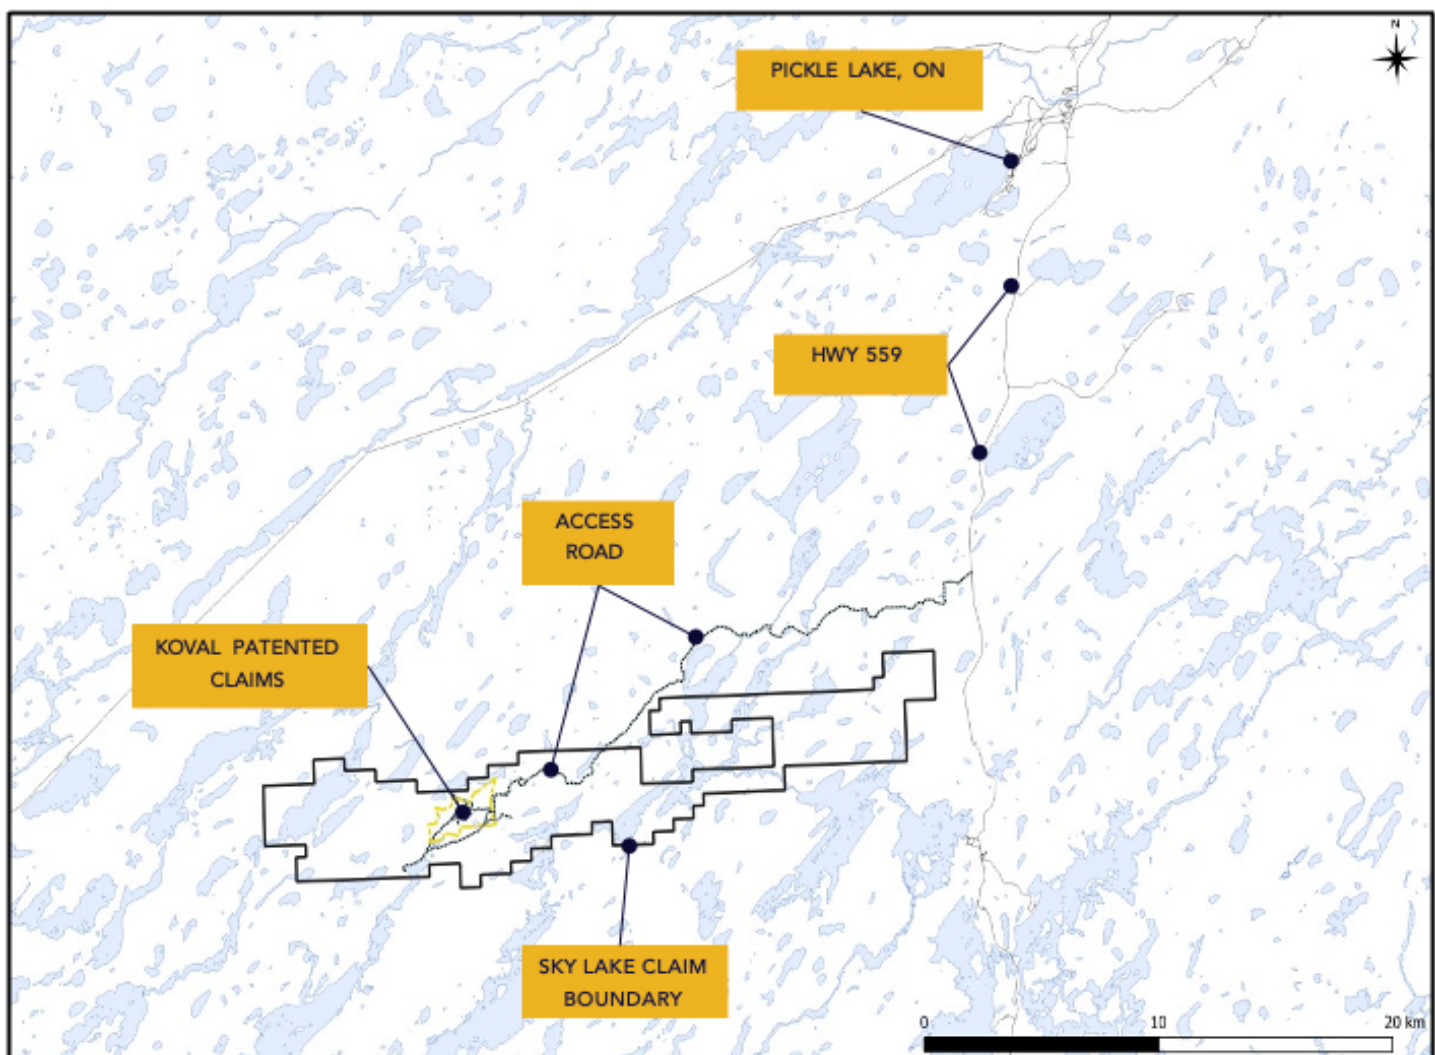 N
PICKLE LAKE, ON
HWY 559
ACCESS
ROAD
KOVAL PATENTED
CLAIMS
SKY LAKE CLAIM
BOUNDARY
0 10 20 km